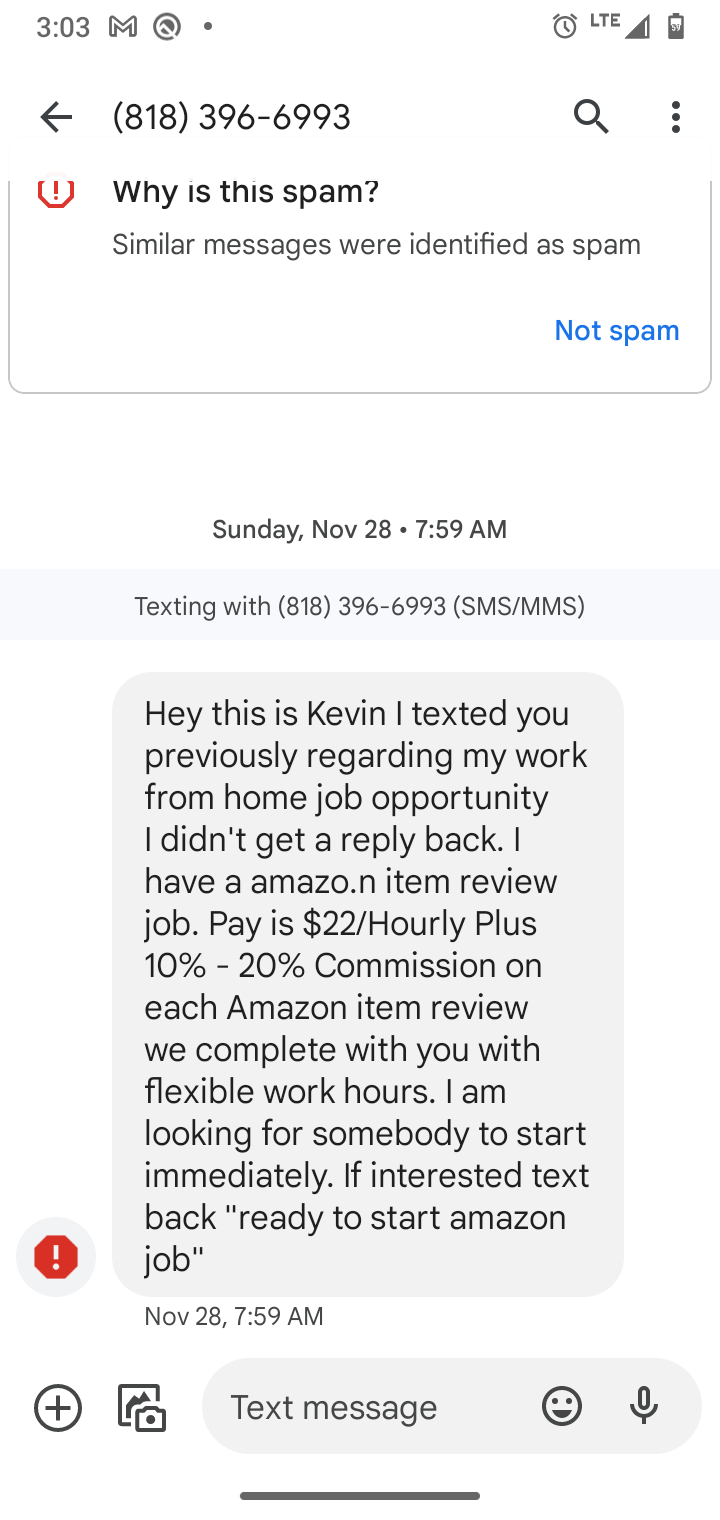 3:03 LTE
(818) 396-6993
Why is this spam?
Similar messages were identified as spam
Not spam
Sunday, Nov 28 • 7:59 AM
Texting with (818) 396-6993 (SMS/MMS)
Hey this is Kevin I texted you
previously regarding my work
from home job opportunity
I didn't get a reply back. I
have a amazo.n item review
job. Pay is $22/Hourly Plus
10% - 20% Commission on
each Amazon item review
we complete with you with
flexible work hours. I am
looking for somebody to start
immediately. If interested text
back "ready to start amazon
job"
Nov 28, 7:59 AM
Text message